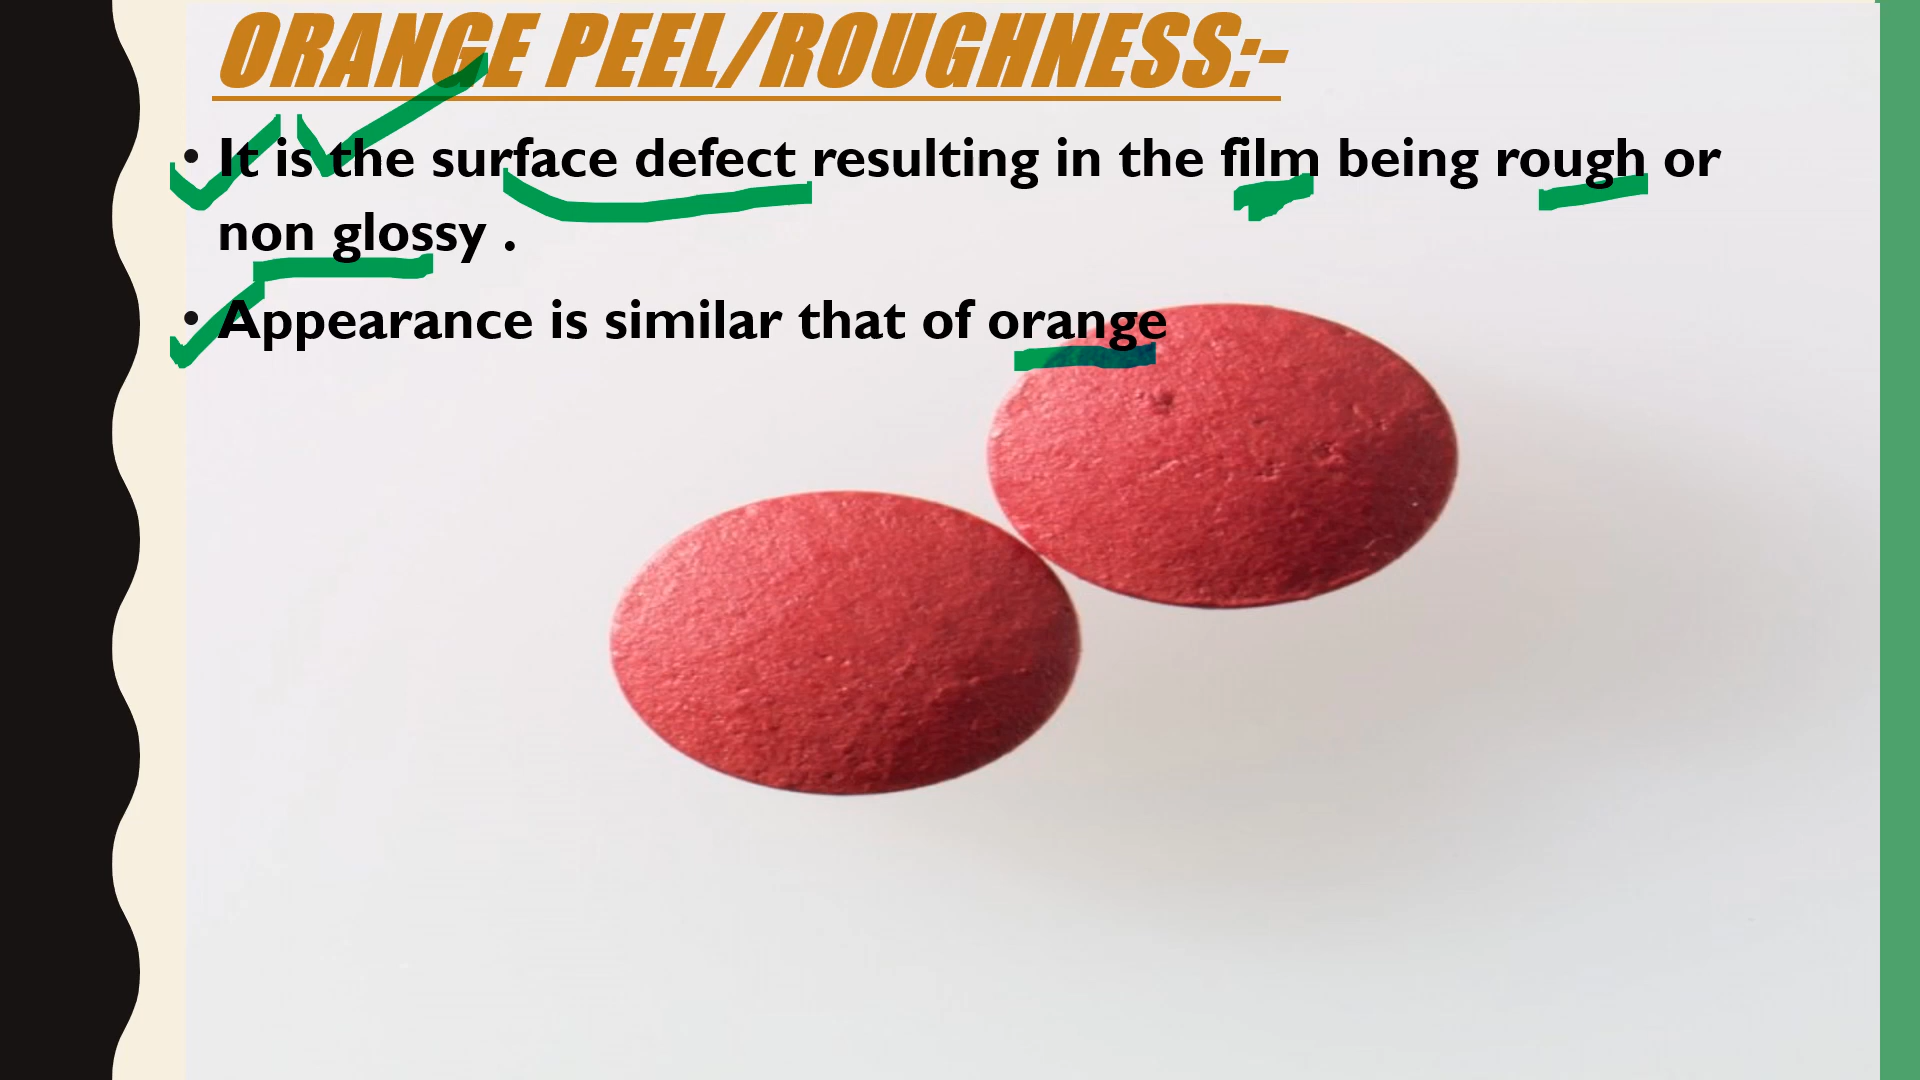 ORANGE PEEL/ROUGHNESS:-
• It is the surface defect resulting in the film being rough or
non glossy .
• Appearance is similar that of orange